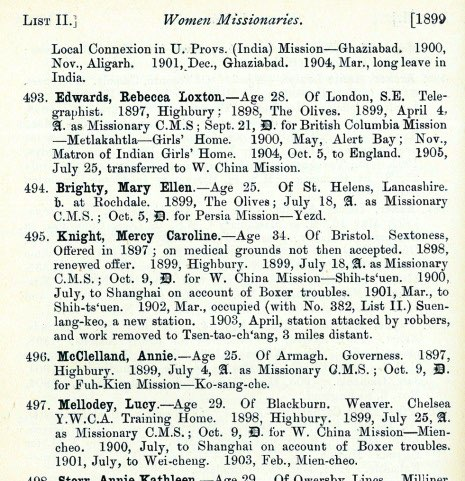 LIST II.] Women Missionaries. [1899
Local Connexion in U. Provs. (India) Mission—Ghaziabad. 1900,
Nov., Aligarh. 1901, Dec., Ghaziabad. 1904, Mar., long leave in
India.
493. Edwards, Rebecca Loxton.—Age 28. Of London, S.E. Tele-
graphist. 1897, Highbury; 1898, The Olives. 1899, April 4,
A. as Missionary C.M.S; Sept. 21, D. for British Columbia Mission
—Metlakahtla—Girls' Home. 1900, May, Alert Bay; Nov.,
Matron of Indian Girls' Home. 1904, Oct. 5, to England. 1905,
July 25, transferred to W. China Mission.
494. Brighty, Mary Ellen.—Age 25. Of St. Helens, Lancashire.
b. at Rochdale. 1899, The Olives; July 18, A. as Missionary
C.M.S.; Oct. 5, D. for Persia Mission—Yezd.
495. Knight, Mercy Caroline.—Age 34. Of Bristol. Sextoness,
Offered in 1897; on medical grounds not then accepted. 1898,
renewed offer. 1899, Highbury. 1899, July 18, A. as Missionary
C.M.S.; Oct. 9, D. for W. China Mission—Shih-ts'uen. 1900,
July, to Shanghai on account of Boxer troubles. 1901, Mar., to
Shih-ts'uen. 1902, Mar., occupied (with No. 382, List II.) Suen-
lang-keo, a new station. 1903, April, station attacked by robbers,
and work removed to Tsen-tao-ch'ang, 3 miles distant.
496. McClelland, Annie.—Age 25. Of Armagh. Governess. 1897,
Highbury. 1899, July 4, A. as Missionary C.M.S.; Oct. 9, D.
for Fuh-Kien Mission—Ko-sang-che.
497. Mellodey, Lucy.—Age 29. Of Blackburn. Weaver. Chelsea
Y.W.C.A. Training Home. 1898, Highbury. 1899, July 25, A.
as Missionary C.M.S.; Oct. 9, D. for W. China Mission—Mien-
cheo. 1900, July, to Shanghai on account of Boxer troubles.
1901, July, to Wei-cheng. 1903, Feb., Mien-cheo.
498. Storr, Annie Kathleen.—Age 29. Of Owersby, Lincs. Milliner